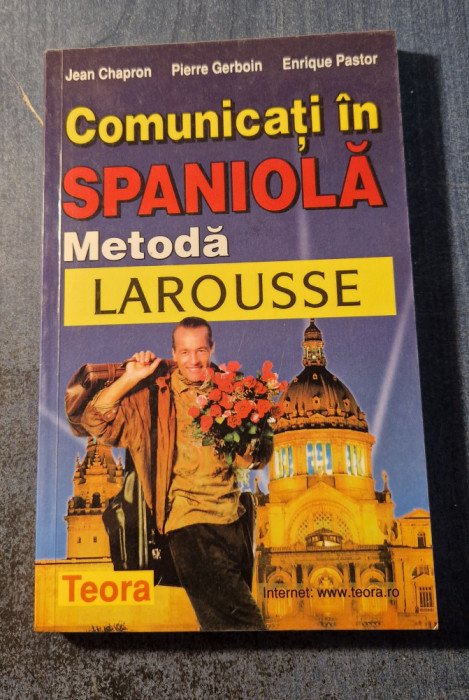 Jean Chapron Pierre Gerboin Enrique Pastor
Comunicați în
SPANIOLĂ
Metodă
LAROUSSE
Teora
Internet: www.teora.ro